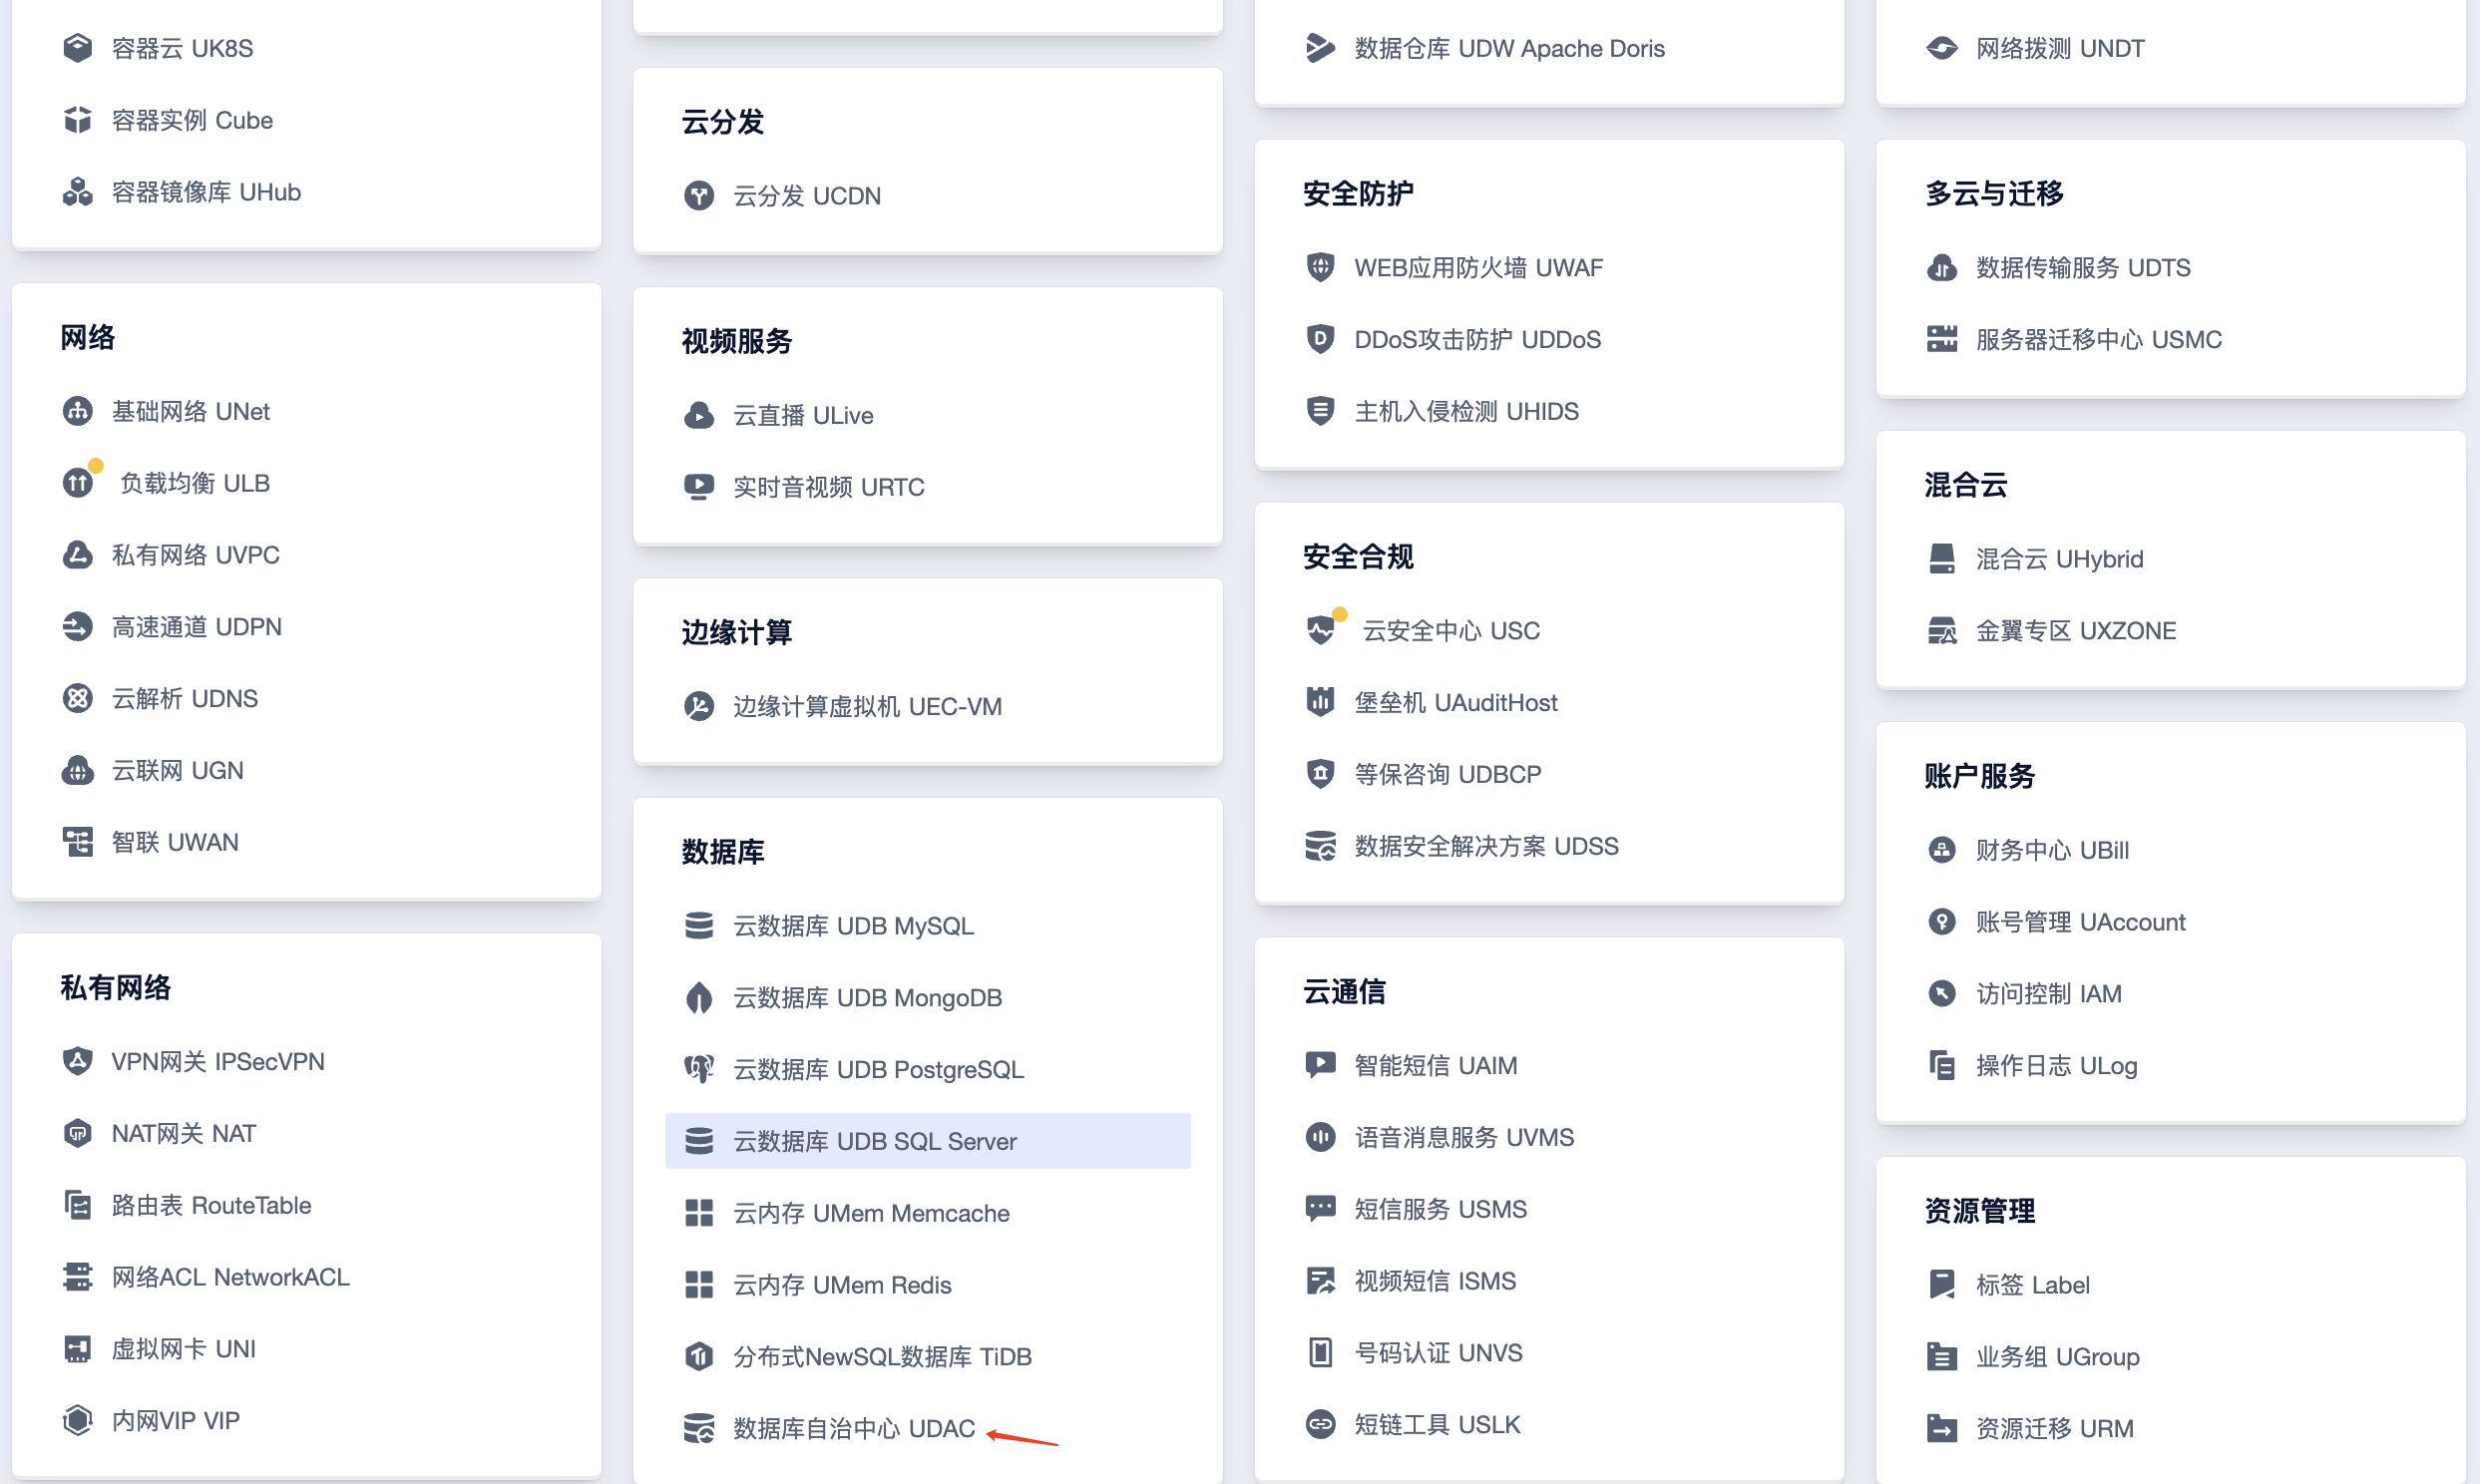 容器云 UK8S
容器实例 Cube
容器镜像库 UHub
网络
基础网络 UNet
负载均衡 ULB
私有网络 UVPC
高速通道 UDPN
云解析 UDNS
云联网 UGN
智联 UWAN
私有网络
VPN网关 IPSecVPN
NAT网关 NAT
路由表 RouteTable
网络ACL NetworkACL
虚拟网卡 UNI
内网VIP VIP
云分发
云分发 UCDN
视频服务
云直播 ULive
实时音视频 URTC
边缘计算
边缘计算虚拟机 UEC-VM
数据库
云数据库 UDB MySQL
云数据库 UDB MongoDB
云数据库 UDB PostgreSQL
云数据库 UDB SQL Server
云内存 UMem Memcache
云内存 UMem Redis
分布式NewSQL数据库 TiDB
数据库自治中心 UDAC
数据仓库 UDW Apache Doris
安全防护
WEB应用防火墙 UWAF
DDoS攻击防护 UDDoS
主机入侵检测 UHIDS
安全合规
云安全中心 USC
堡垒机 UAuditHost
等保咨询 UDBCP
数据安全解决方案 UDSS
云通信
智能短信 UAIM
语音消息服务 UVMS
短信服务 USMS
视频短信 ISMS
号码认证 UNVS
短链工具 USLK
网络拨测 UNDT
多云与迁移
数据传输服务 UDTS
服务器迁移中心 USMC
混合云
混合云 UHybrid
金翼专区 UXZONE
账户服务
财务中心 UBill
账号管理 UAccount
访问控制 IAM
操作日志 ULog
资源管理
标签 Label
业务组 UGroup
资源迁移 URM